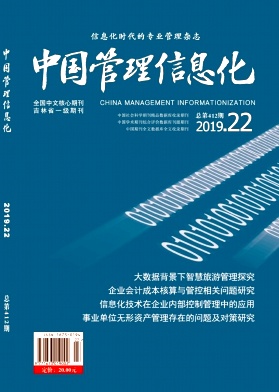 信息化时代的专业管理杂志
中国管理信息化
全国中文核心期刊
吉林省一级期刊
CHINA MANAGEMENT INFORMATIONIZATION
总第412期
2019.22
大数据背景下智慧旅游管理探究
企业会计成本核算与管控相关问题研究
信息化技术在企业内部控制管理中的应用
事业单位无形资产管理存在的问题及对策研究
中国管理信息化
2019.22
总第412期
定价：20.00元